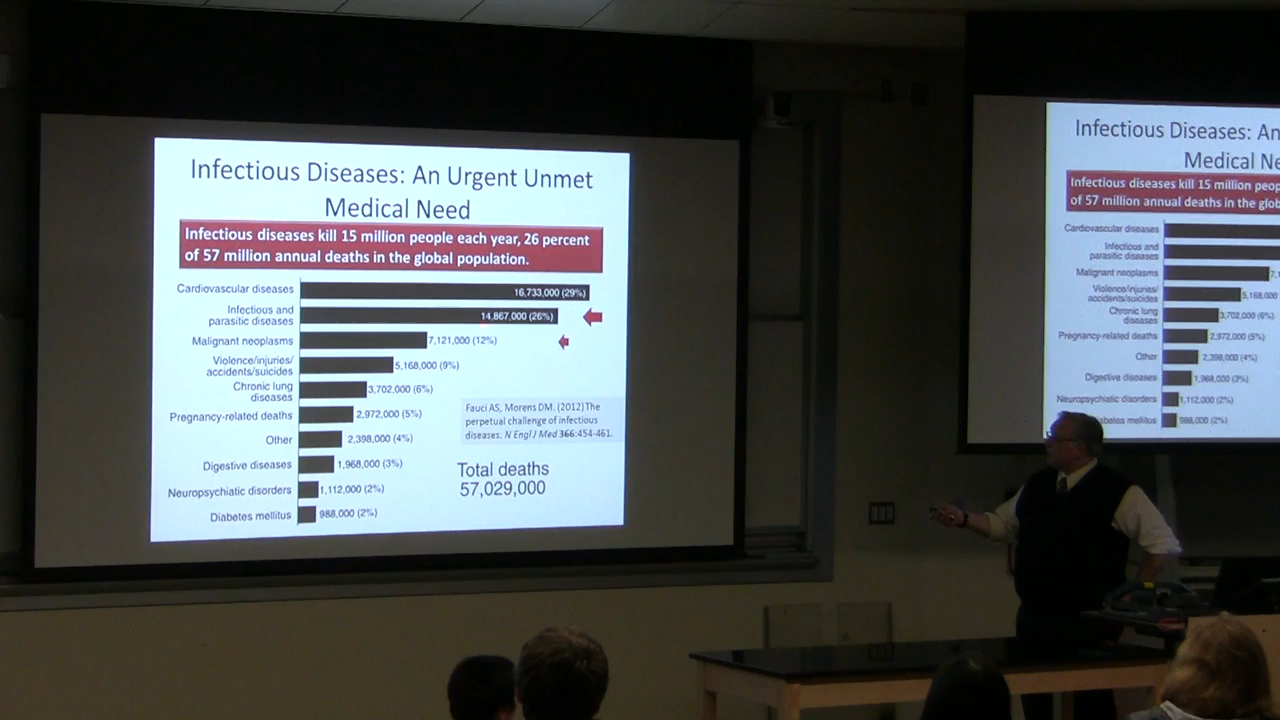 Infectious Diseases: An Urgent Unmet
Medical Need
Infectious diseases kill 15 million people each year, 26 percent
of 57 million annual deaths in the global population.
Cardiovascular diseases 16,733,000 (29%)
Infectious and
parasitic diseases 14,867,000 (26%)
Malignant neoplasms 7,121,000 (12%)
Violence/injuries/
accidents/suicides 5,168,000 (9%)
Chronic lung
diseases 3,702,000 (6%)
Pregnancy-related deaths 2,972,000 (5%)
Other 2,398,000 (4%)
Digestive diseases 1,968,000 (3%)
Neuropsychiatic disorders 1,112,000 (2%)
Diabetes mellitus 988,000 (2%)
Fauci AS, Morens DM. (2012) The
perpetual challenge of infectious
diseases. N Engl J Med 366:454-461.
Total deaths
57,029,000
Infectious Diseases: An
Medical Ne
Infectious diseases kill 15 million peop
of 57 million annual deaths in the glob
Cardiovascular diseases
Infectious and
parasitic diseases
Malignant neoplasms 7,1
Violence/injuries/
accidents/suicides 5,168,000
Chronic lung
diseases 3,702,000 (6%)
Pregnancy-related deaths 2,972,000 (5%)
Other 2,398,000 (4%)
Digestive diseases 1,968,000 (3%)
Neuropsychiatic disorders 1,112,000 (2%)
abetes mellitus 988,000 (2%)